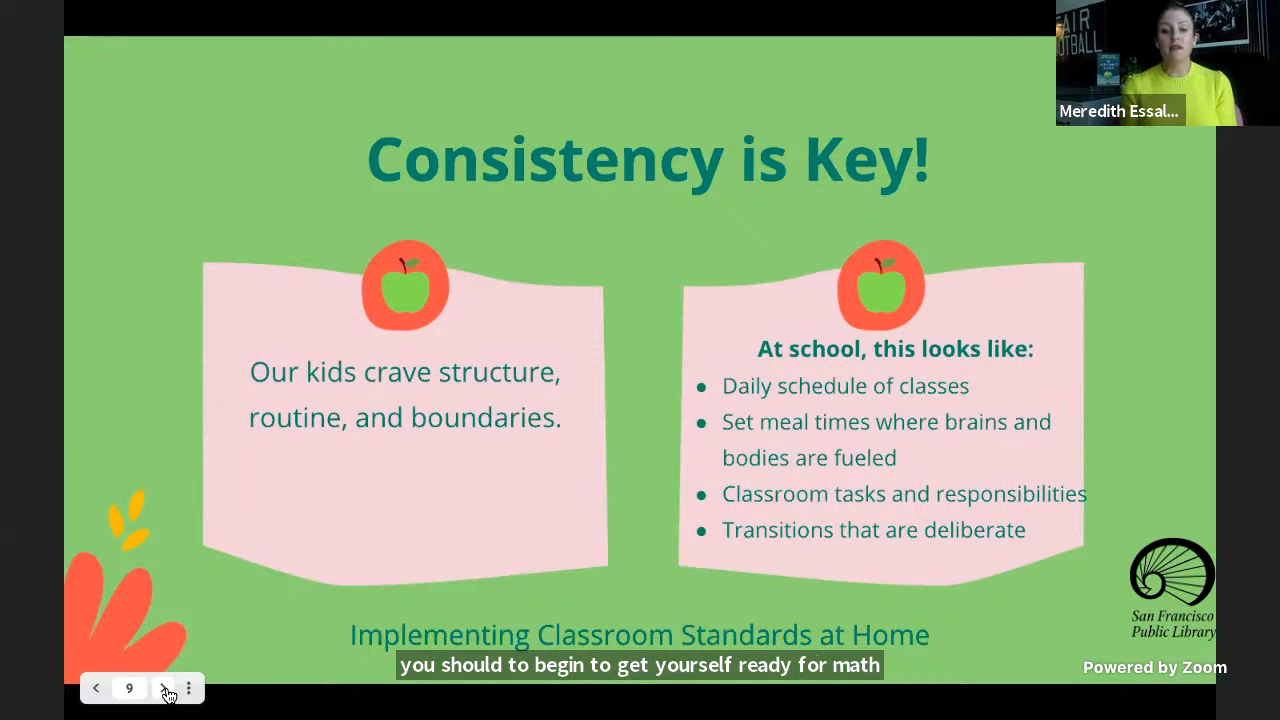 FAIR
FOOTBALL
Meredith Essal...
Consistency is Key!
Our kids crave structure,
routine, and boundaries.
At school, this looks like:
● Daily schedule of classes
● Set meal times where brains and
bodies are fueled
● Classroom tasks and responsibilities
● Transitions that are deliberate
San Francisco
Public Library
Implementing Classroom Standards at Home
you should to begin to get yourself ready for math
Powered by Zoom
9